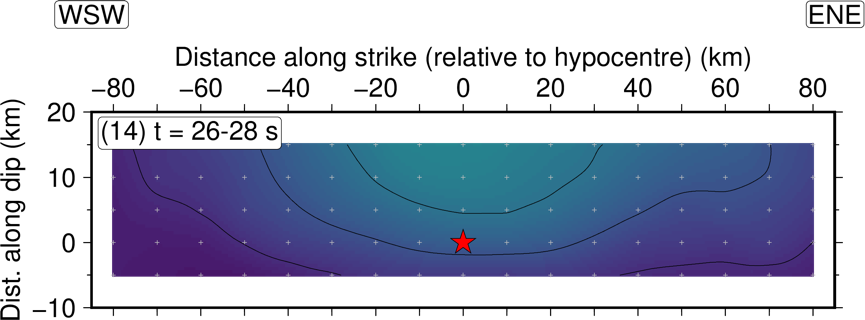 WSW
ENE
Distance along strike (relative to hypocentre) (km)
−80 −60 −40 −20 0 20 40 60 80
Dist. along dip (km)
20
10
0
−10
(14) t = 26-28 s